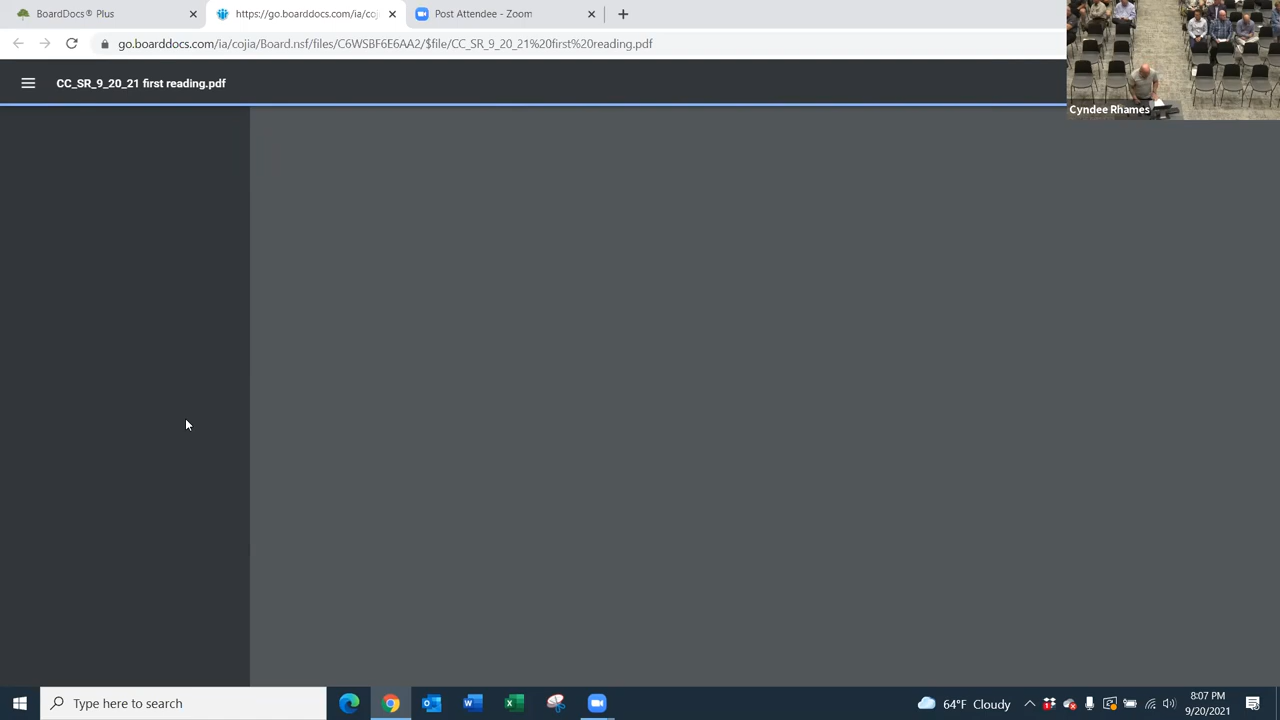 BoardDocs® Plus
https://go.boarddocs.com/ia/coj
Post Attendee - Zoom
go.boarddocs.com/ia/cojia/Board.nsf/files/C6WSBF6E6AA2/$file/CC_SR_9_20_21%20first%20reading.pdf
CC_SR_9_20_21 first reading.pdf
Cyndee Rhames
Type here to search
64°F Cloudy
8:07 PM
9/20/2021